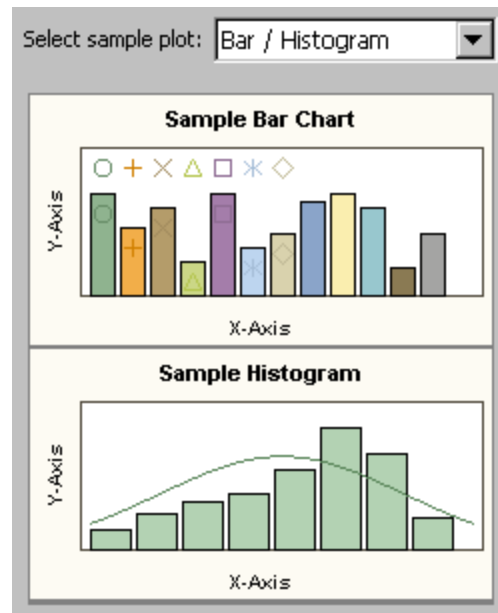 Select sample plot: Bar / Histogram
Sample Bar Chart
Y-Axis
X-Axis
Sample Histogram
Y-Axis
X-Axis